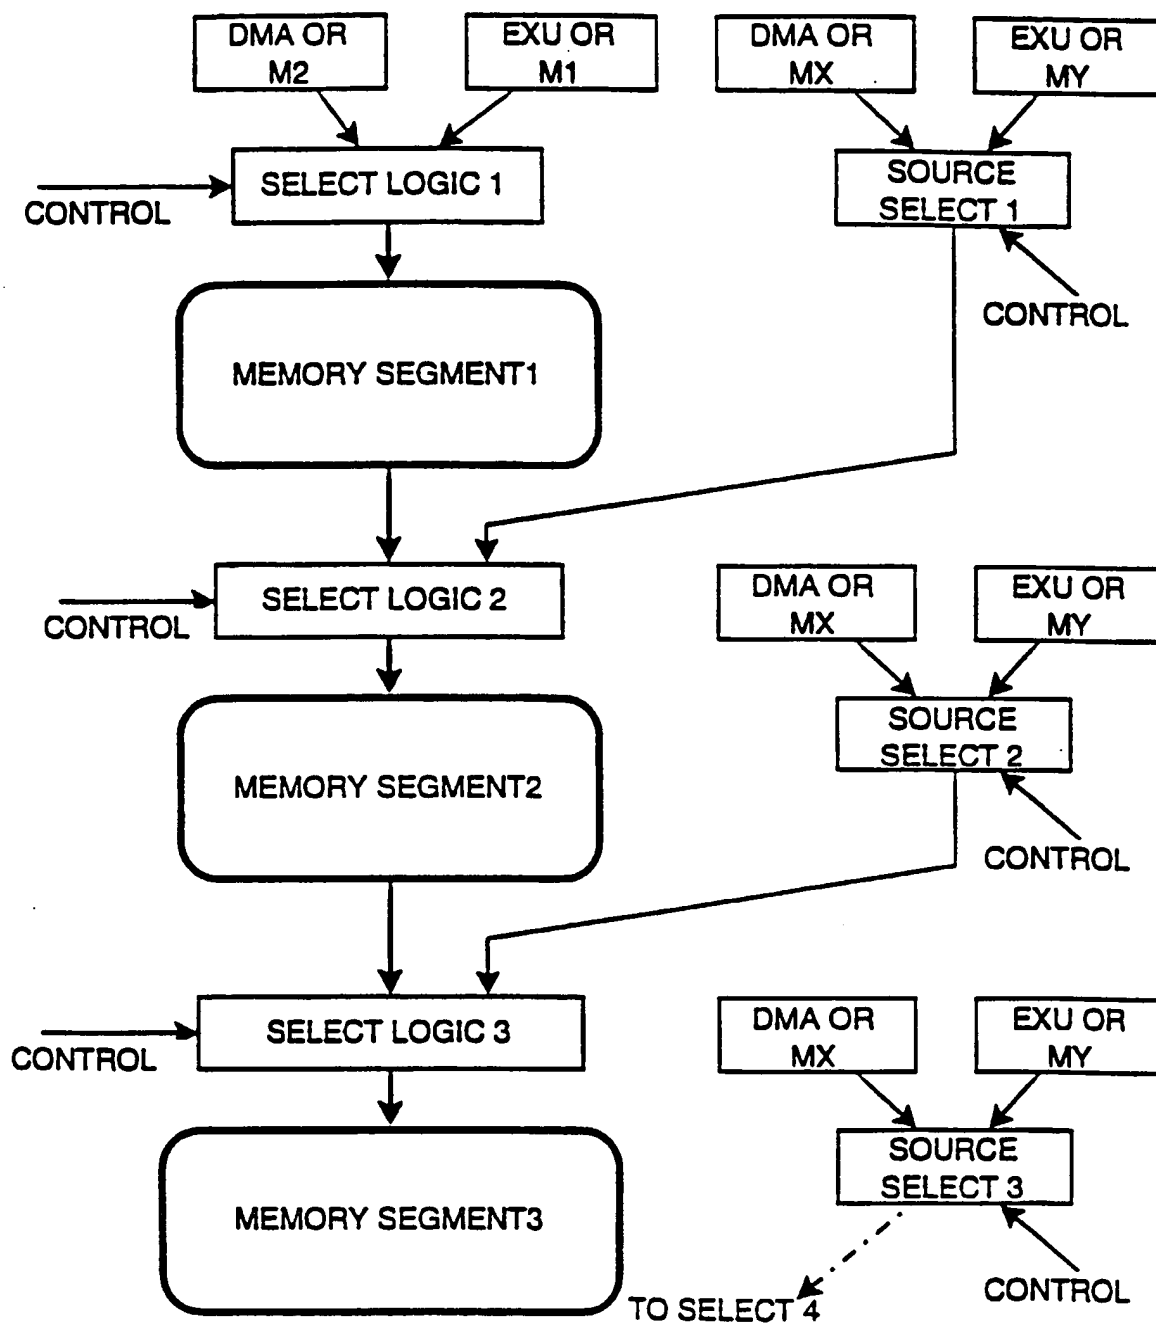 DMA OR
M2
EXU OR
M1
DMA OR
MX
EXU OR
MY
SELECT LOGIC 1
CONTROL
SOURCE
SELECT 1
CONTROL
MEMORY SEGMENT1
SELECT LOGIC 2
CONTROL
DMA OR
MX
EXU OR
MY
SOURCE
SELECT 2
CONTROL
MEMORY SEGMENT2
SELECT LOGIC 3
CONTROL
DMA OR
MX
EXU OR
MY
SOURCE
SELECT 3
CONTROL
MEMORY SEGMENT3
TO SELECT 4